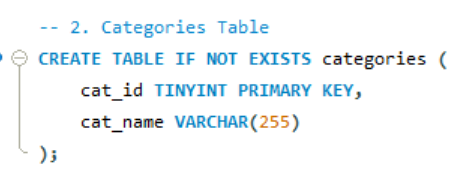 -- 2. Categories Table
CREATE TABLE IF NOT EXISTS categories (
cat_id TINYINT PRIMARY KEY,
cat_name VARCHAR(255)
);